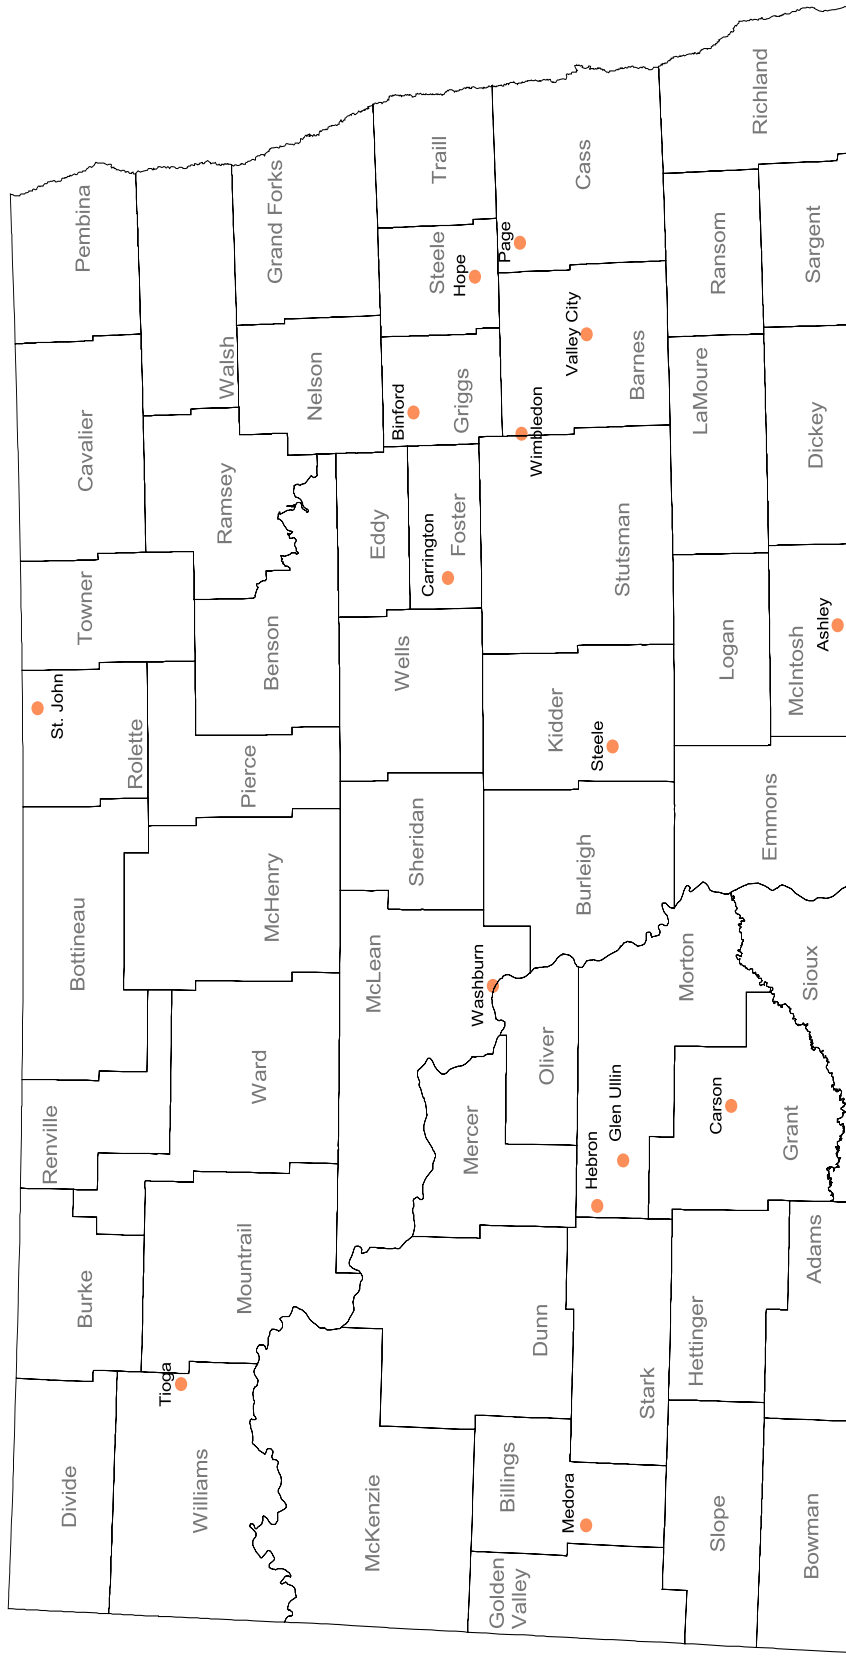 Divide
Burke
Renville
Bottineau
Rolette
St. John
Towner
Cavalier
Pembina
Williams
Tioga
Mountrail
Ward
McHenry
Pierce
Benson
Ramsey
Walsh
Nelson
Grand Forks
McKenzie
McLean
Sheridan
Wells
Eddy
Foster
Carrington
Griggs
Binford
Steele
Hope
Traill
Golden
Valley
Billings
Medora
Dunn
Mercer
Oliver
Washburn
Burleigh
Kidder
Steele
Stutsman
Wimbledon
Barnes
Valley City
Page
Cass
Stark
Hebron
Glen Ullin
Morton
Slope
Hettinger
Grant
Carson
Sioux
Emmons
Logan
LaMoure
Ransom
Richland
Bowman
Adams
McIntosh
Ashley
Dickey
Sargent